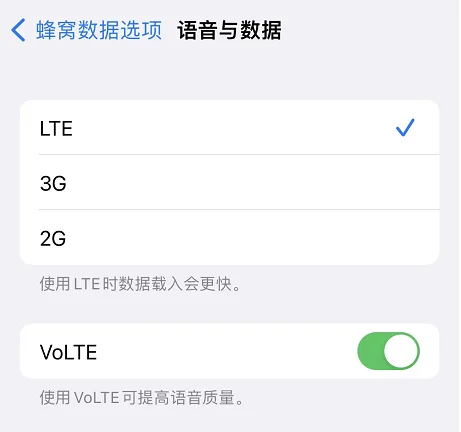 蜂窝数据选项 语音与数据
LTE
3G
2G
使用 LTE 时数据载入会更快。
VoLTE
使用 VoLTE 可提高语音质量。